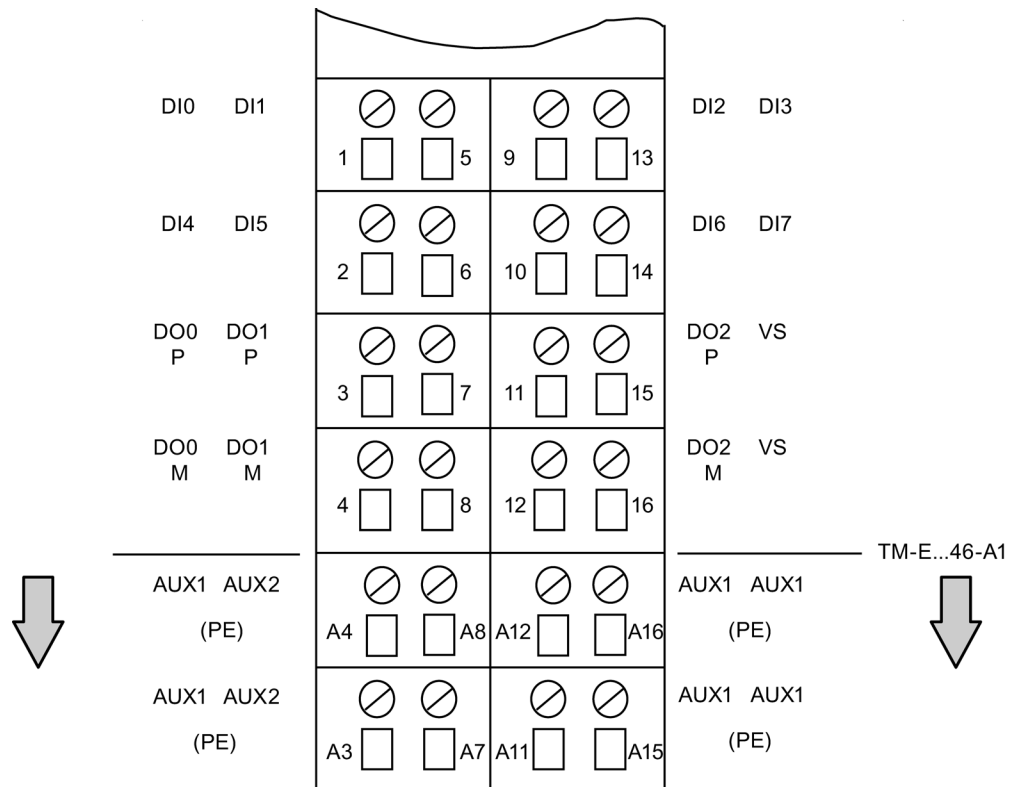 DI0 DI1 DI2 DI3
1 5 9 13
DI4 DI5 DI6 DI7
2 6 10 14
DO0 DO1 DO2 VS
P P P
3 7 11 15
DO0 DO1 DO2 VS
M M M
4 8 12 16
TM-E...46-A1
AUX1 AUX2 AUX1 AUX1
(PE) A4 A8 A12 A16 (PE)
AUX1 AUX2 AUX1 AUX1
(PE) A3 A7 A11 A15 (PE)